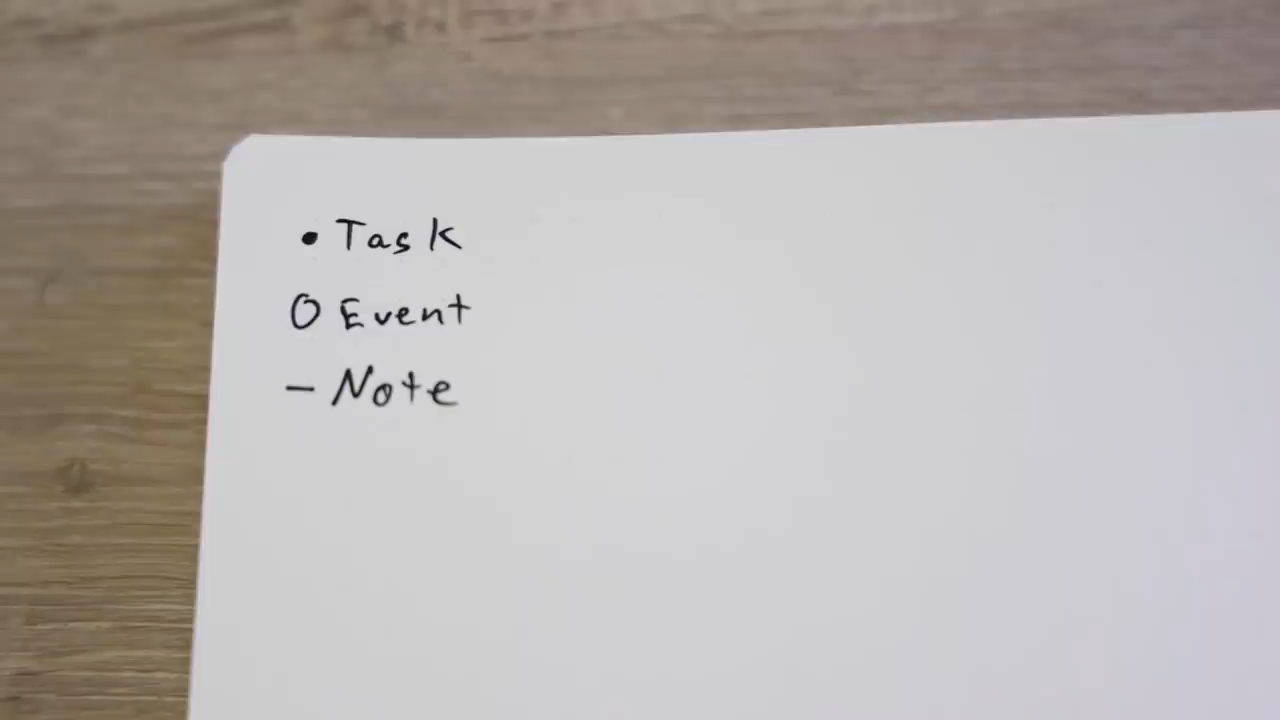 • Task
O Event
– Note